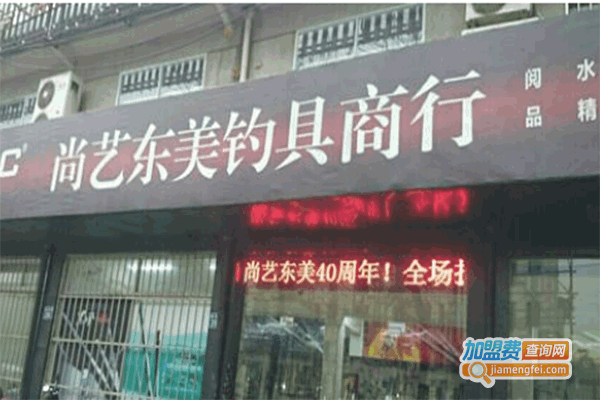 C® 尚艺东美钓具商行 阅品 水精
尚艺东美40周年！全场
加盟费查询网
jiamengfei.com